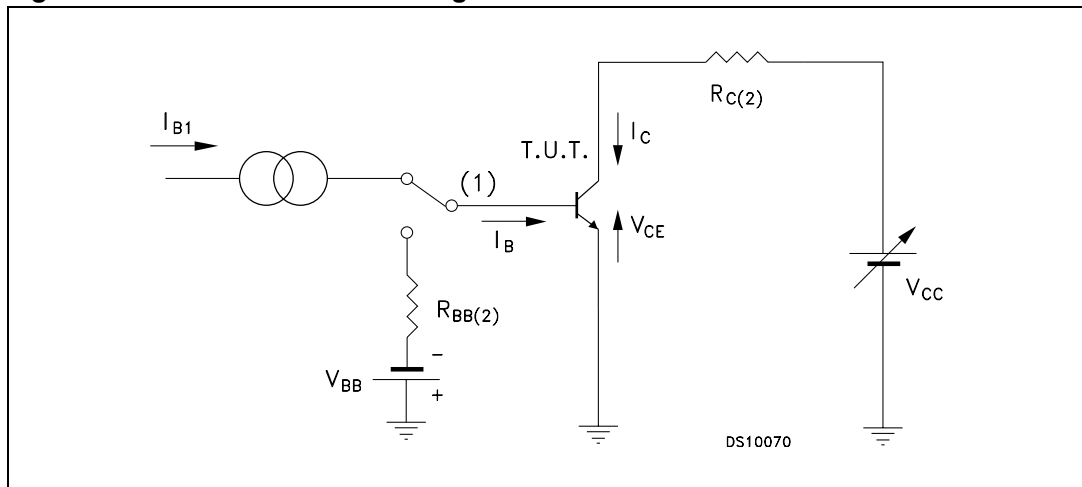 R_C(2)
I_B1
I_C
T.U.T.
(1)
V_CE
I_B
V_CC
R_BB(2)
-
V_BB
+
DS10070